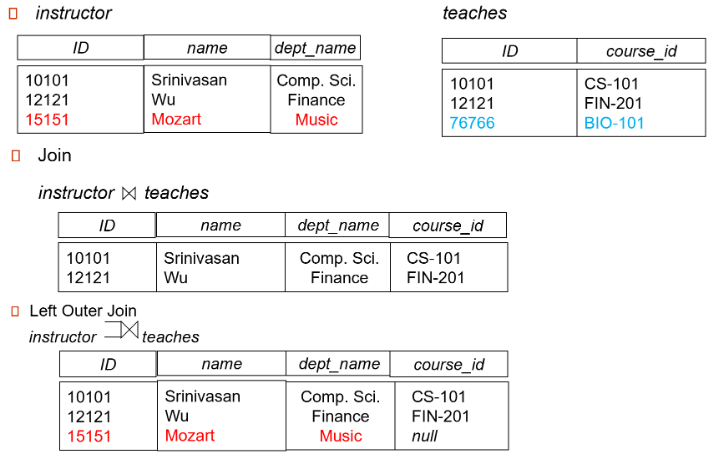 instructor
ID name dept_name
10101 Srinivasan Comp. Sci.
12121 Wu Finance
15151 Mozart Music
teaches
ID course_id
10101 CS-101
12121 FIN-201
76766 BIO-101
Join
instructor ⋈ teaches
ID name dept_name course_id
10101 Srinivasan Comp. Sci. CS-101
12121 Wu Finance FIN-201
Left Outer Join
instructor ⟕ teaches
ID name dept_name course_id
10101 Srinivasan Comp. Sci. CS-101
12121 Wu Finance FIN-201
15151 Mozart Music null